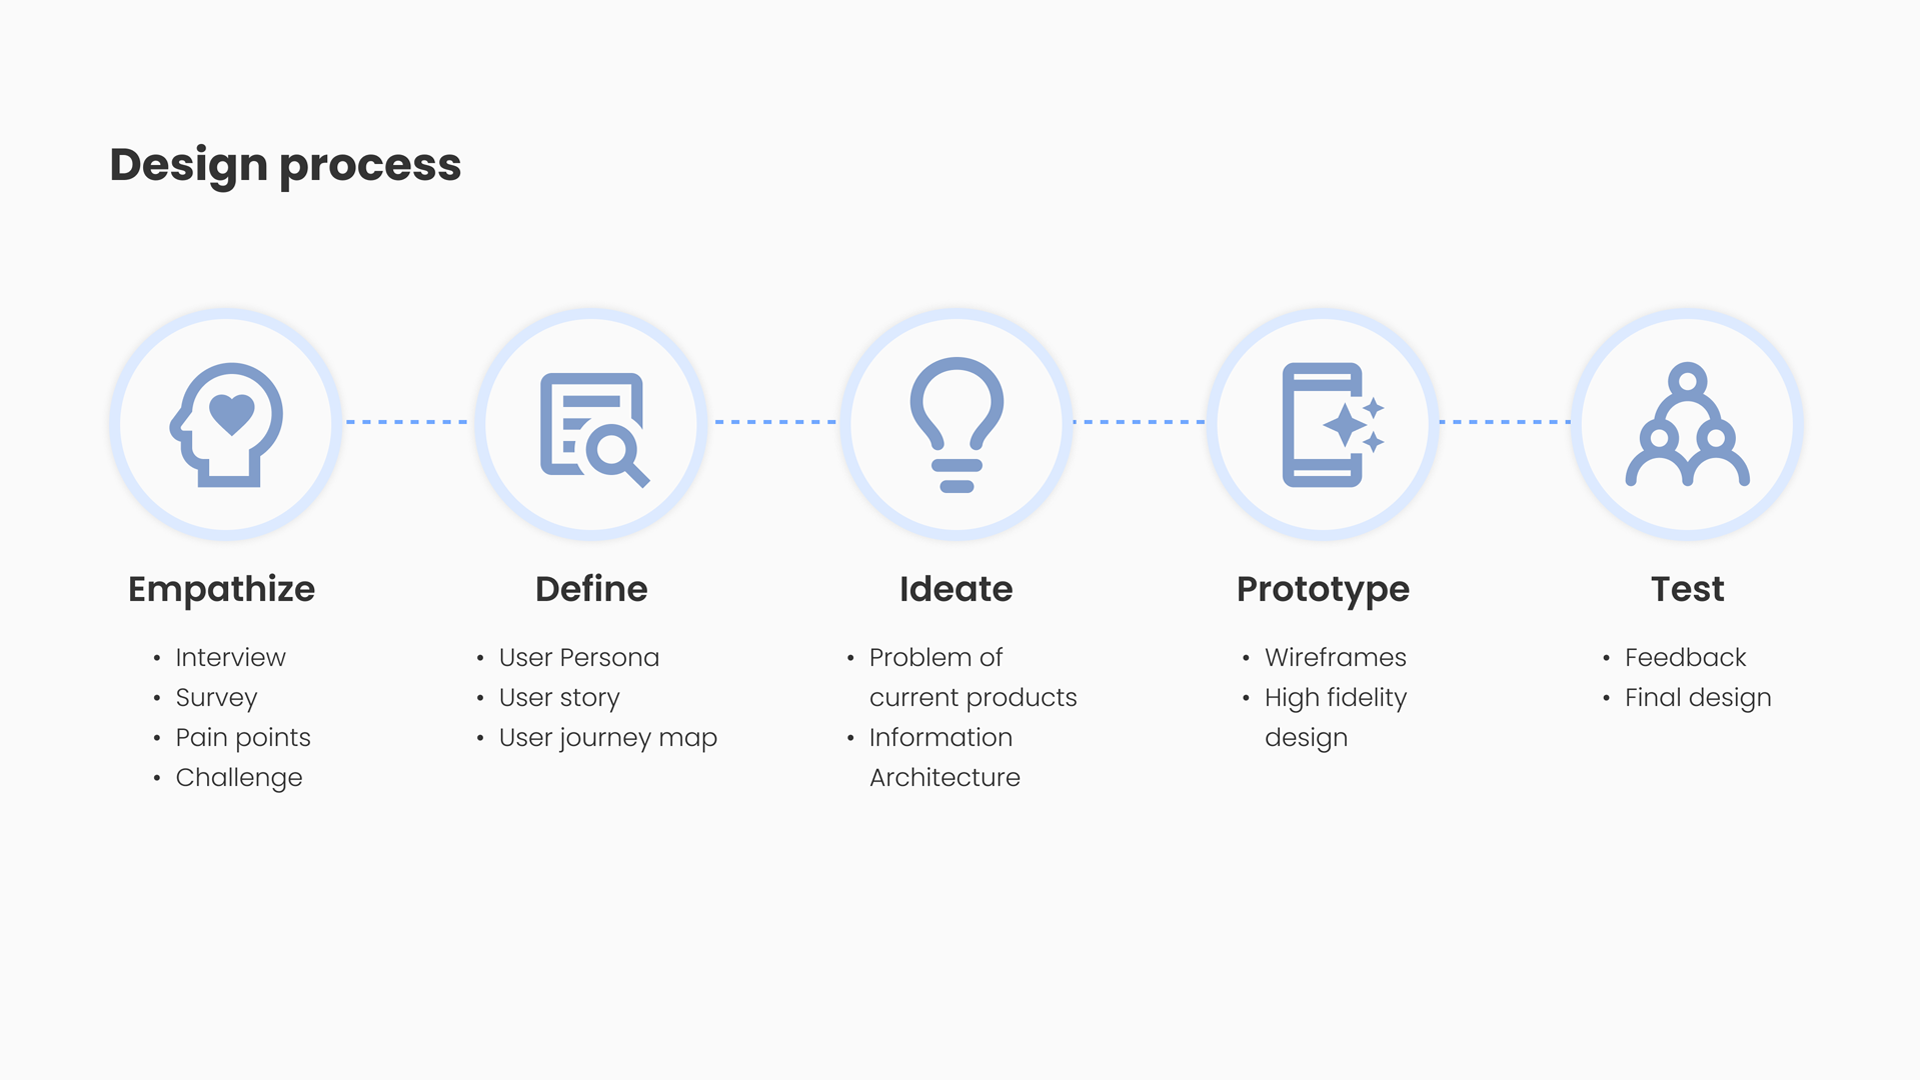 Design process
Empathize
• Interview
• Survey
• Pain points
• Challenge
Define
• User Persona
• User story
• User journey map
Ideate
• Problem of
current products
• Information
Architecture
Prototype
• Wireframes
• High fidelity
design
Test
• Feedback
• Final design